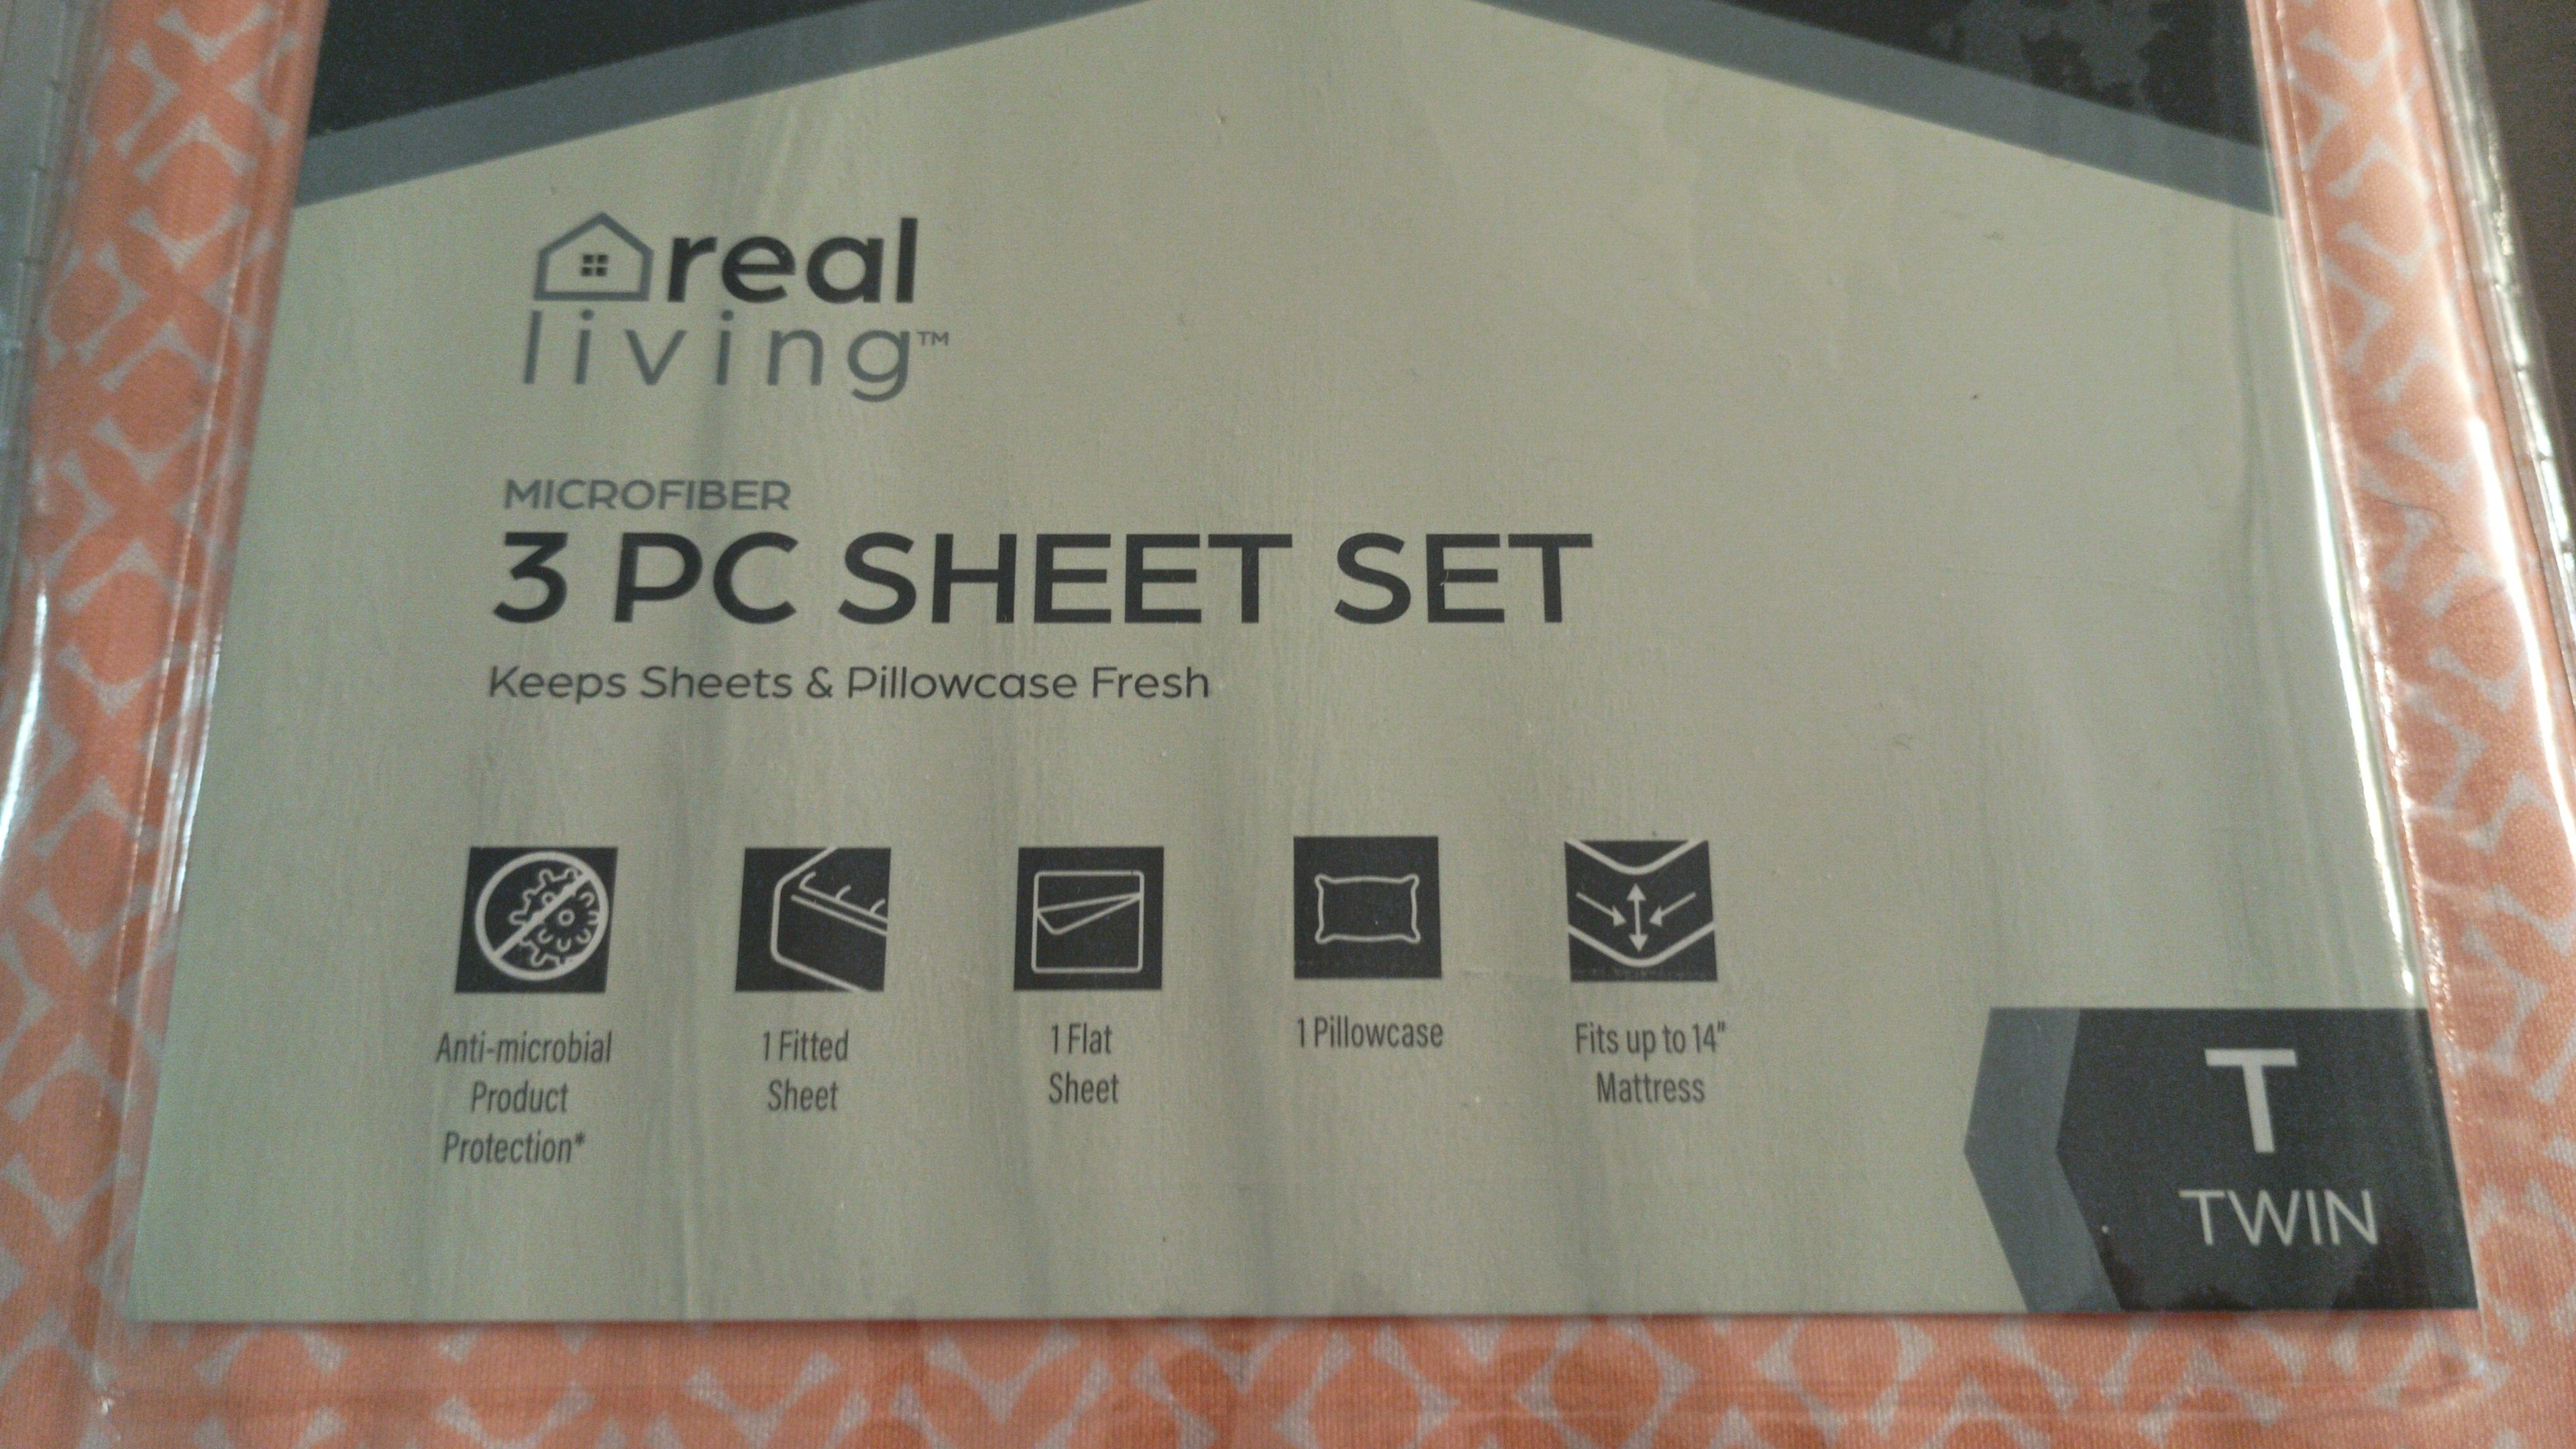 real
living™
MICROFIBER
3 PC SHEET SET
Keeps Sheets & Pillowcase Fresh
Anti-microbial
Product
Protection*
1 Fitted
Sheet
1 Flat
Sheet
1 Pillowcase
Fits up to 14"
Mattress
T
TWIN